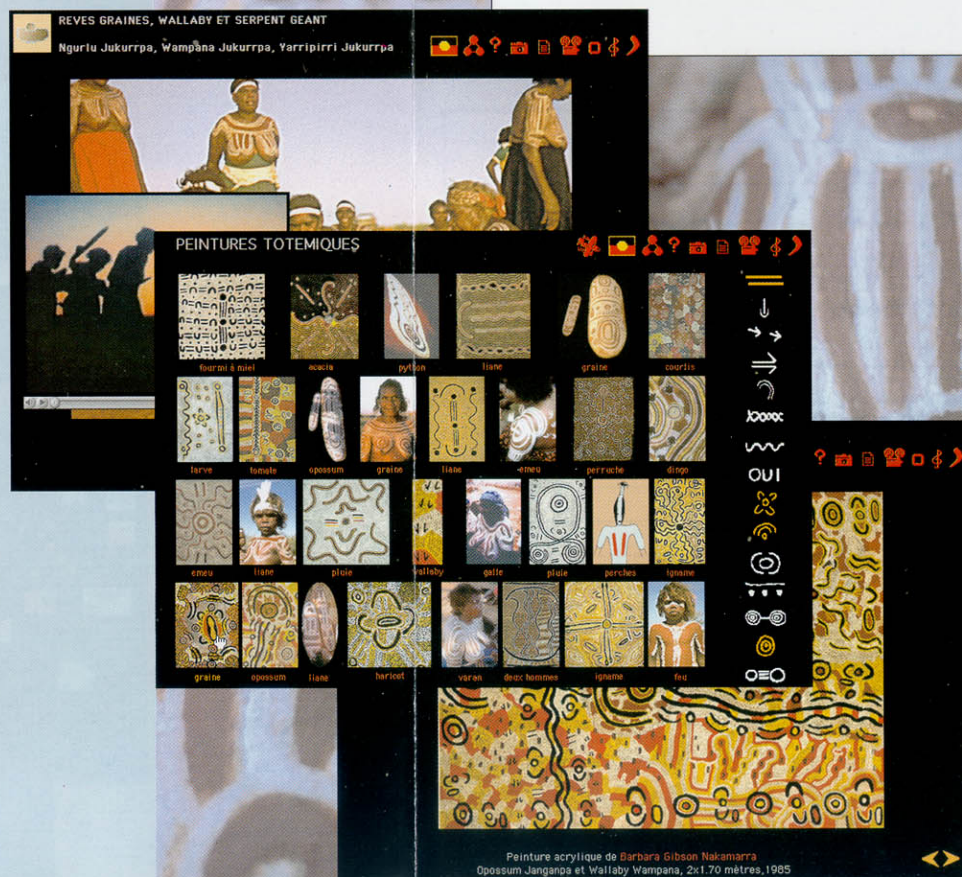 REVES GRAINES, WALLABY ET SERPENT GEANT
Ngurlu Jukurrpa, Wampana Jukurrpa, Yarripirri Jukurrpa
PEINTURES TOTEMIQUES
fourmi à miel acacia python liane graine courlis
larve tomate opossum graine liane emeu perruche dingo
emeu liane pluie wallaby galle pluie perches igname
graine opossum liane haricot varan deux hommes igname feu
OUI
Peinture acrylique de Barbara Gibson Nakamarra
Opossum Janganpa et Wallaby Wampana, 2x1.70 mètres,1985